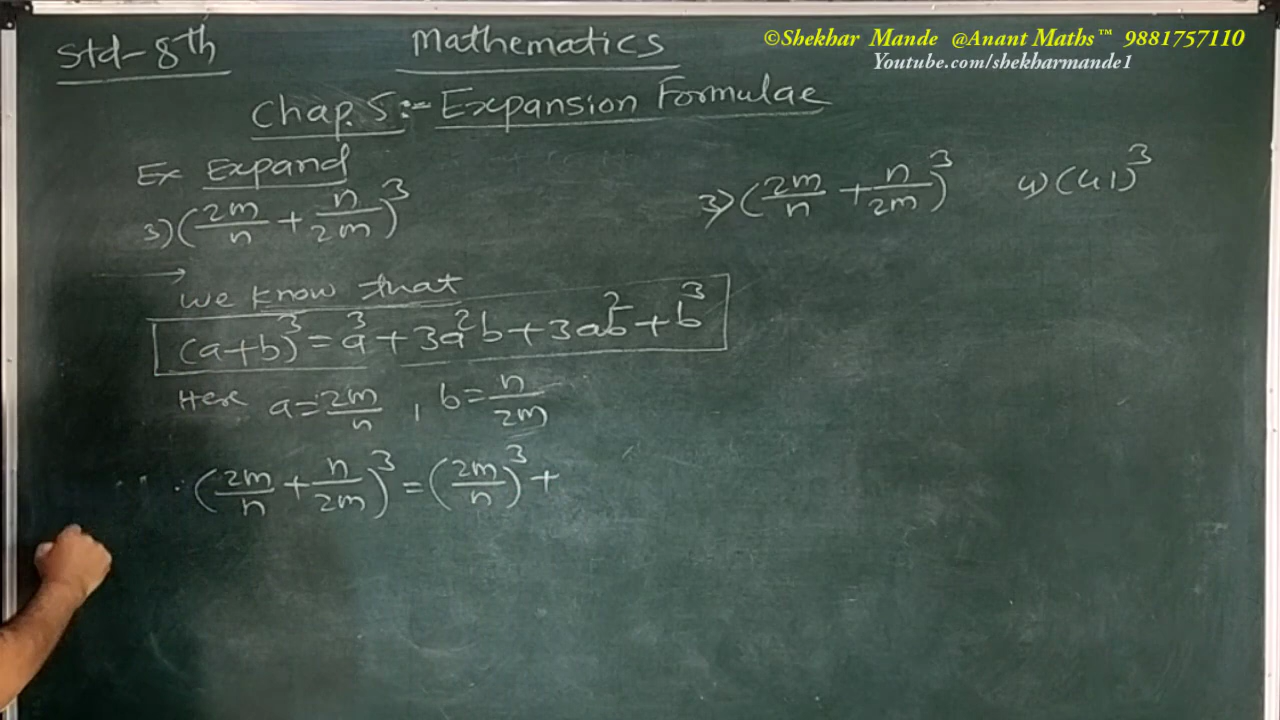 Std-8th Mathematics
©Shekhar Mande @Anant Maths™ 9881757110
Youtube.com/shekharmande1
Chap. 5:- Expansion Formulae
Ex Expand
3) (2m/n + n/2m)³
3) (2m/n + n/2m)³ 4) (41)³
We know that
(a+b)³ = a³ + 3a²b + 3ab² + b³
Here a = 2m/n , b = n/2m
∴ (2m/n + n/2m)³ = (2m/n)³ +